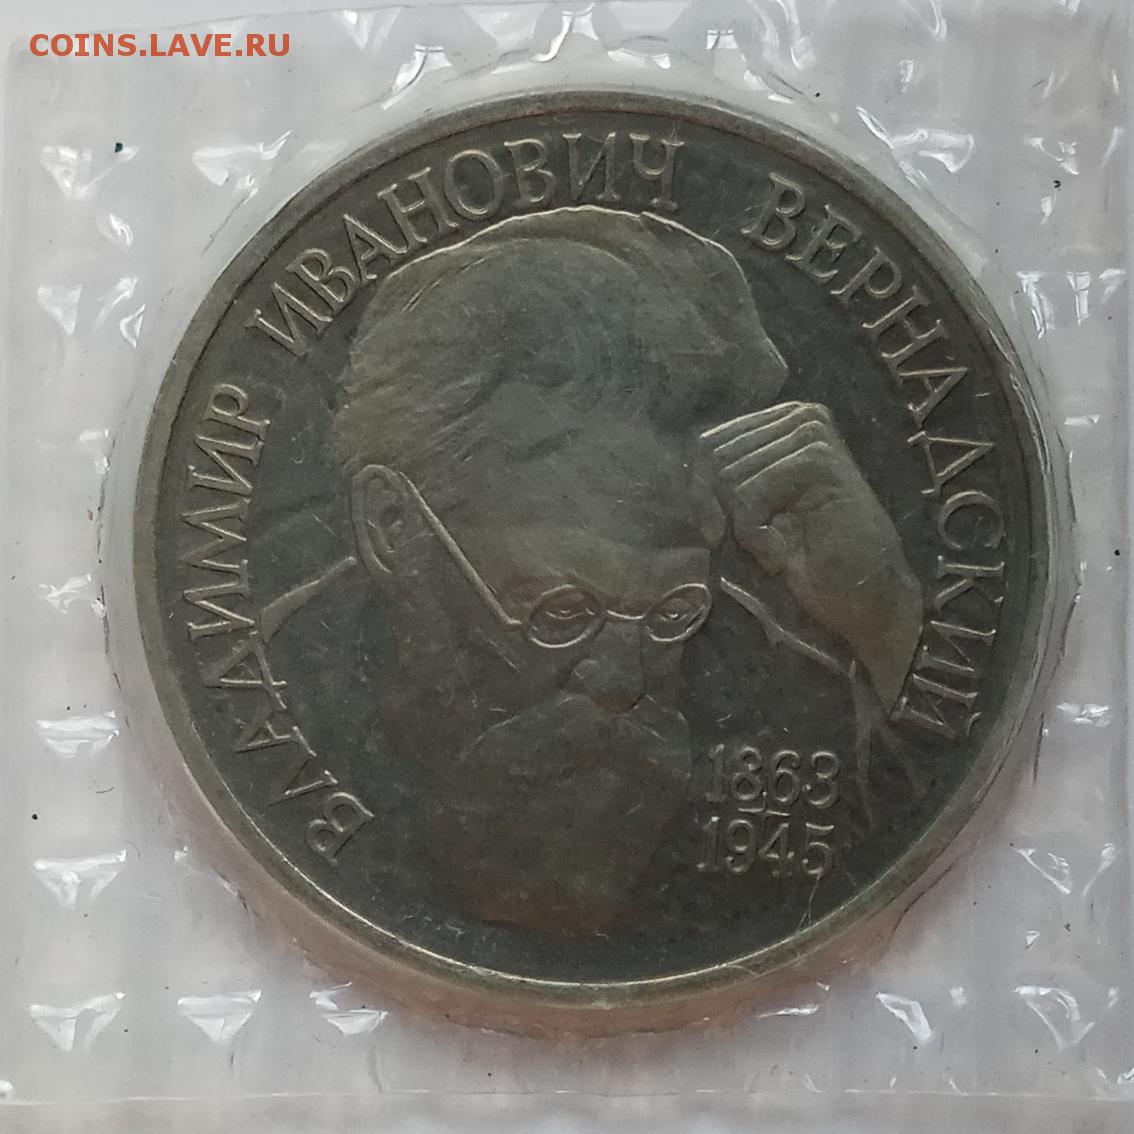 COINS.LAVE.RU
ВЛАДИМИР ИВАНОВИЧ ВЕРНАДСКИЙ
1863
1945